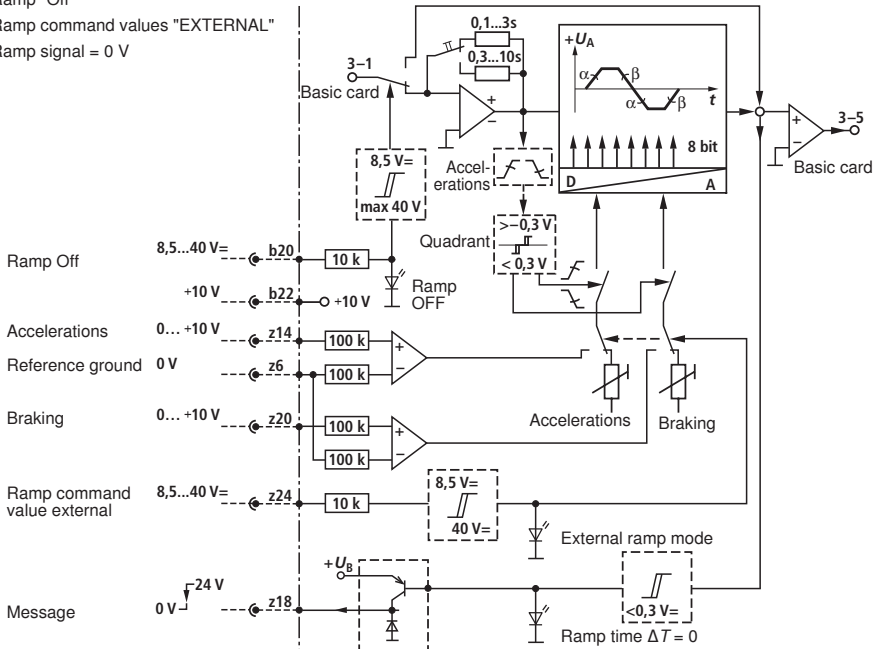 Ramp "Off"
Ramp command values "EXTERNAL"
Ramp signal = 0 V
0,1...3s
0,3...10s
3–1
Basic card
+
−
+UA
α
β
α
β
t
8 bit
D
A
+
−
3–5
Basic card
8,5 V=
max 40 V
Accel-
erations
Quadrant
>−0,3 V
< 0,3 V
Ramp Off
8,5...40 V=
b20
10 k
Ramp
OFF
+10 V
b22
+10 V
Accelerations
0... +10 V
z14
100 k
+
−
Reference ground
0 V
z6
100 k
Accelerations
Braking
Braking
0... +10 V
z20
100 k
+
−
100 k
Ramp command
value external
8,5...40 V=
z24
10 k
8,5 V=
40 V=
External ramp mode
+UB
Message
24 V
0 V
z18
<0,3 V=
Ramp time ΔT = 0